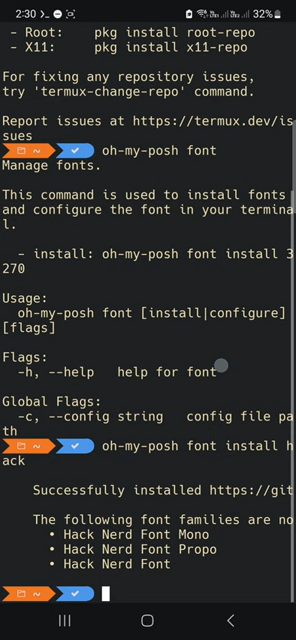 2:30 >_ 32%
- Root: pkg install root-repo
- X11: pkg install x11-repo
For fixing any repository issues,
try 'termux-change-repo' command.
Report issues at https://termux.dev/is
sues
~ ✓ oh-my-posh font
Manage fonts.
This command is used to install fonts
and configure the font in your termina
l.
- install: oh-my-posh font install 3
270
Usage:
oh-my-posh font [install|configure]
[flags]
Flags:
-h, --help help for font
Global Flags:
-c, --config string config file pa
th
~ ✓ oh-my-posh font install h
ack
Successfully installed https://git
The following font families are no
• Hack Nerd Font Mono
• Hack Nerd Font Propo
• Hack Nerd Font
~ ✓